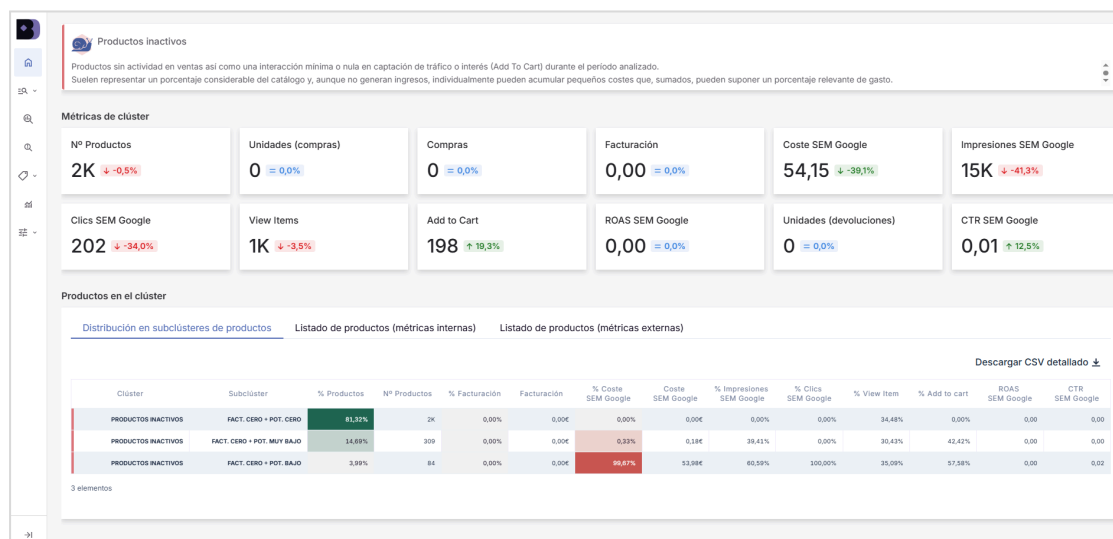 Productos inactivos
Productos sin actividad en ventas así como una interacción mínima o nula en captación de tráfico o interés (Add To Cart) durante el período analizado.
Suelen representar un porcentaje considerable del catálogo y, aunque no generan ingresos, individualmente pueden acumular pequeños costes que, sumados, pueden suponer un porcentaje relevante de gasto.
Métricas de clúster
Nº Productos Unidades (compras) Compras Facturación Coste SEM Google Impresiones SEM Google
2K ↓ -0,5% 0 = 0,0% 0 = 0,0% 0,00 = 0,0% 54,15 ↓ -39,1% 15K ↓ -41,3%
Clics SEM Google View Items Add to Cart ROAS SEM Google Unidades (devoluciones) CTR SEM Google
202 ↓ -34,0% 1K ↓ -3,5% 198 ↑ 19,3% 0,00 = 0,0% 0 = 0,0% 0,01 ↑ 12,5%
Productos en el clúster
Distribución en subclústeres de productos Listado de productos (métricas internas) Listado de productos (métricas externas)
Descargar CSV detallado
Clúster Subclúster % Productos Nº Productos % Facturación Facturación % Coste SEM Google Coste SEM Google % Impresiones SEM Google % Clics SEM Google % View Item % Add to cart ROAS SEM Google CTR SEM Google
PRODUCTOS INACTIVOS FACT. CERO + POT. CERO 81,32% 2K 0,00% 0,00€ 0,00% 0,00€ 0,00% 0,00% 34,48% 0,00% 0,00 0,00
PRODUCTOS INACTIVOS FACT. CERO + POT. MUY BAJO 14,69% 309 0,00% 0,00€ 0,33% 0,18€ 39,41% 0,00% 30,43% 42,42% 0,00 0,00
PRODUCTOS INACTIVOS FACT. CERO + POT. BAJO 3,99% 84 0,00% 0,00€ 99,67% 53,98€ 60,59% 100,00% 35,09% 57,58% 0,00 0,02
3 elementos